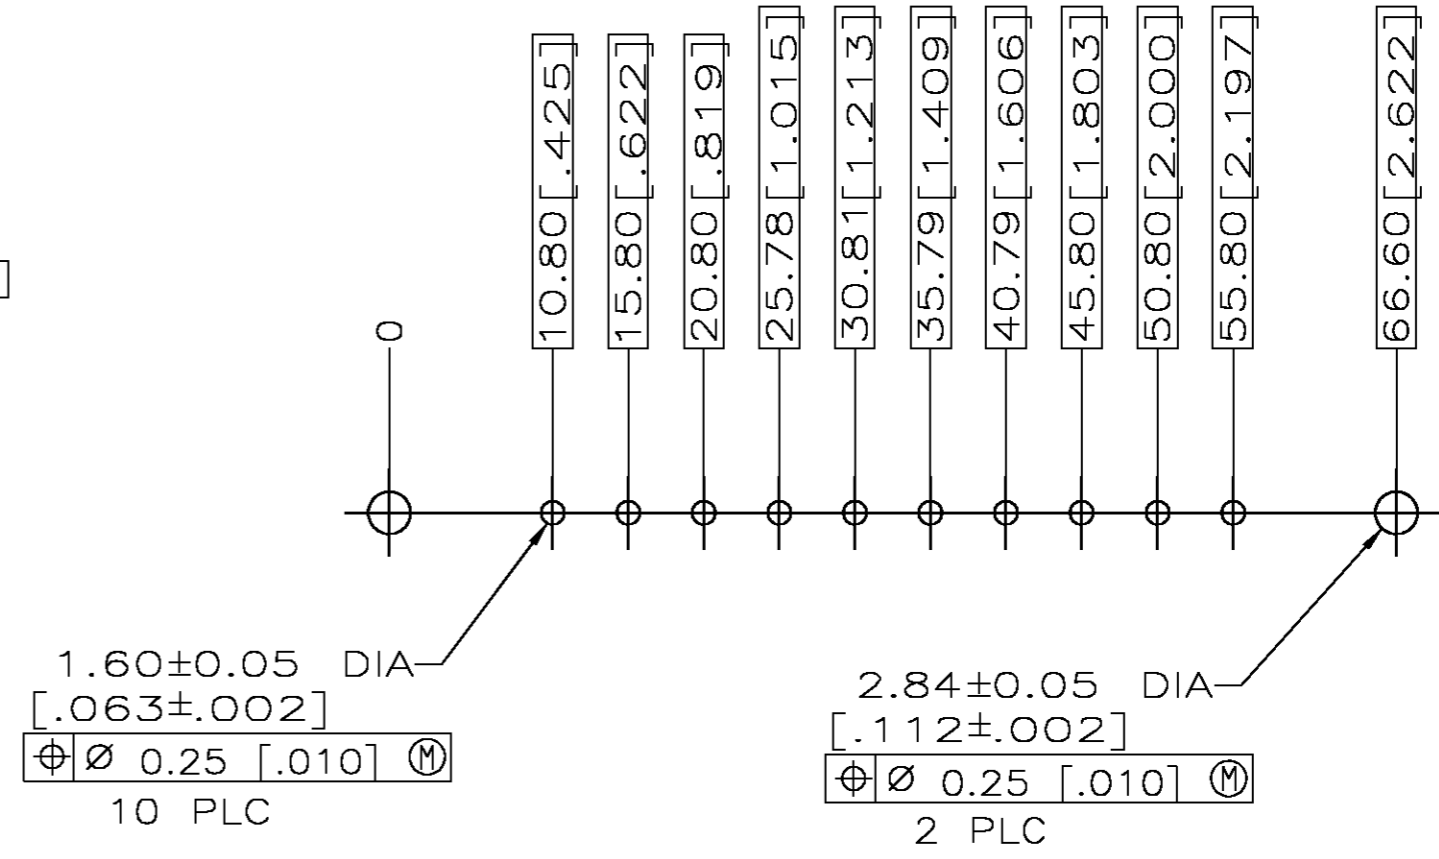 0
10.80 [.425]
15.80 [.622]
20.80 [.819]
25.78 [1.015]
30.81 [1.213]
35.79 [1.409]
40.79 [1.606]
45.80 [1.803]
50.80 [2.000]
55.80 [2.197]
66.60 [2.622]
1.60±0.05 DIA
[.063±.002]
⌖ Ø 0.25 [.010] Ⓜ
10 PLC
2.84±0.05 DIA
[.112±.002]
⌖ Ø 0.25 [.010] Ⓜ
2 PLC